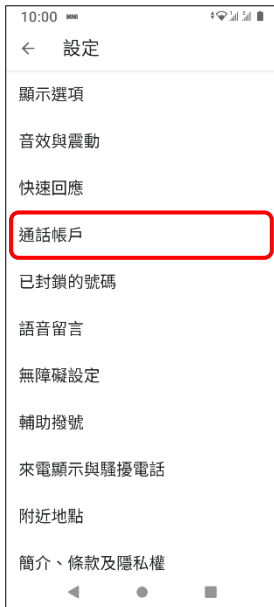 10:00
設定
顯示選項
音效與震動
快速回應
通話帳戶
已封鎖的號碼
語音留言
無障礙設定
輔助撥號
來電顯示與騷擾電話
附近地點
簡介、條款及隱私權